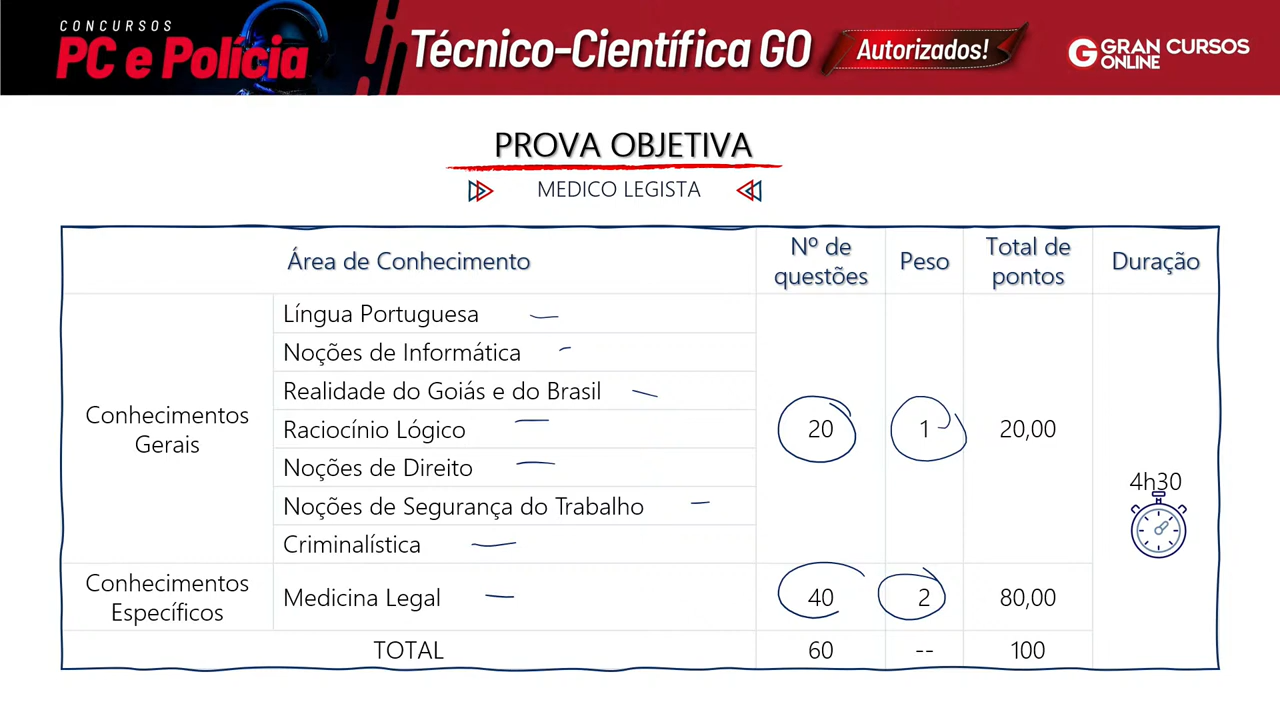 CONCURSOS
PC e Polícia
Técnico-Científica GO
Autorizados!
GRAN CURSOS
ONLINE
PROVA OBJETIVA
MEDICO LEGISTA
Área de Conhecimento
Nº de
questões
Peso
Total de
pontos
Duração
Conhecimentos
Gerais
Língua Portuguesa
Noções de Informática
Realidade do Goiás e do Brasil
Raciocínio Lógico
Noções de Direito
Noções de Segurança do Trabalho
Criminalística
20
1
20,00
4h30
Conhecimentos
Específicos
Medicina Legal
40
2
80,00
TOTAL
60
--
100